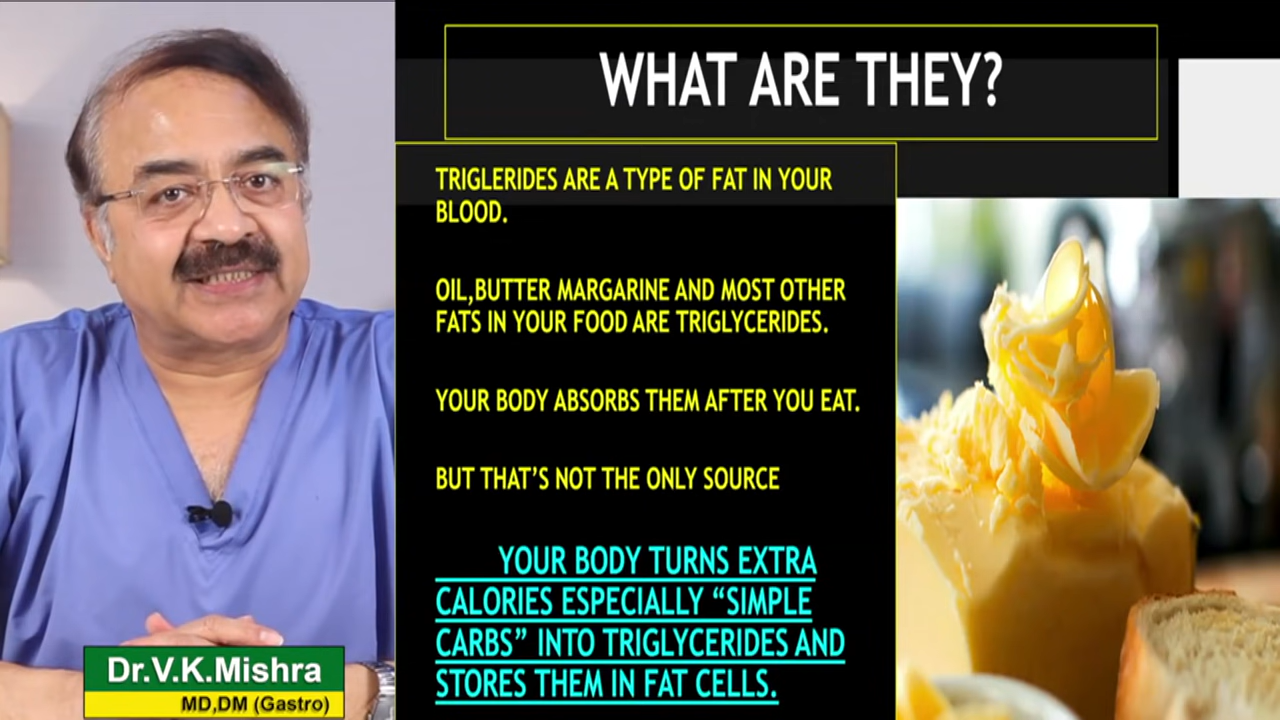 WHAT ARE THEY?
TRIGLERIDES ARE A TYPE OF FAT IN YOUR
BLOOD.
OIL,BUTTER MARGARINE AND MOST OTHER
FATS IN YOUR FOOD ARE TRIGLYCERIDES.
YOUR BODY ABSORBS THEM AFTER YOU EAT.
BUT THAT'S NOT THE ONLY SOURCE
YOUR BODY TURNS EXTRA
CALORIES ESPECIALLY “SIMPLE
CARBS” INTO TRIGLYCERIDES AND
STORES THEM IN FAT CELLS.
Dr.V.K.Mishra
MD,DM (Gastro)